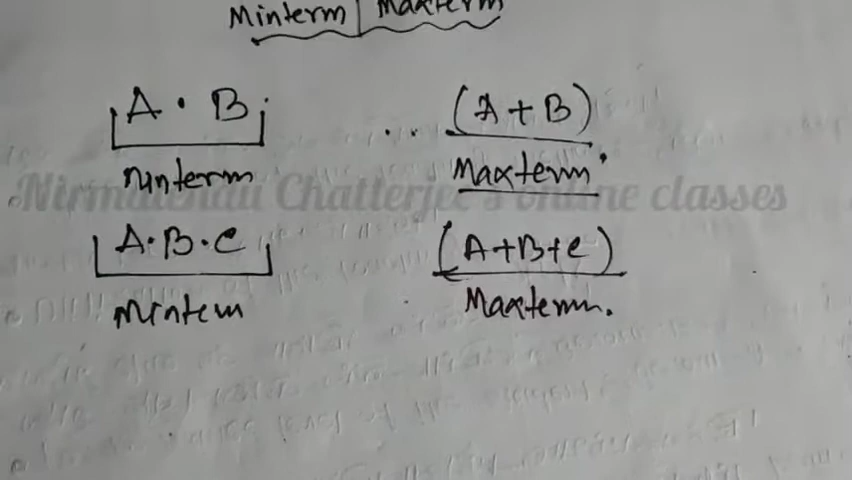 Minterm | Maxterm
A · B (A + B)
minterm Maxterm
Nirmalendu Chatterjee's online classes
A·B·C (A+B+C)
Mintem Maxterm.